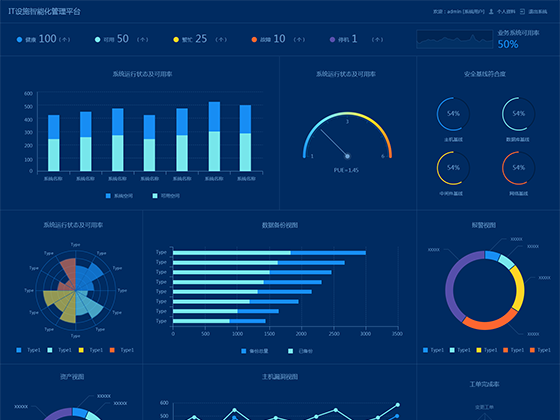 IT设施智能化管理平台
欢迎：admin [系统用户] 个人资料 退出系统
健康 100 (个) 可用 50 (个) 繁忙 25 (个) 故障 10 (个) 停机 1 (个)
业务系统可用率
50%
系统运行状态及可用率
600
500
400
300
200
100
0
系统名称 系统名称 系统名称 系统名称 系统名称 系统名称 系统名称
系统空间 可用空间
系统运行状态及可用率
1 3 6
PUE=1.45
安全基线符合度
54% 54%
主机基线 数据库基线
54% 54%
中间件基线 网络基线
系统运行状态及可用率
Type Type Type Type Type Type Type Type Type
Type1 Type1 Type1 Type1
数据备份视图
Type
Type
Type
Type
Type
Type
Type
Type
0 500 1000 1500 2000 2500 3000 3500
备份总量 已备份
报警视图
XXXXX
XXXXX
XXXXX
XXXXX
XXXXX
Type1 Type1 Type1 Type1 Type1
资产视图
XXXXX
XXXXX
主机漏洞视图
600
500
工单完成率
总量工单